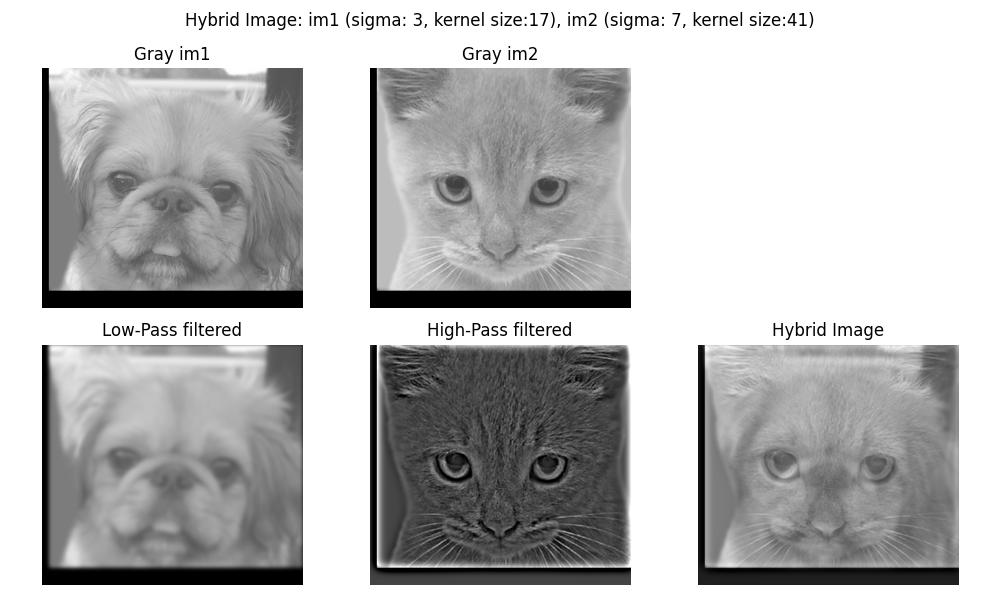 Hybrid Image: im1 (sigma: 3, kernel size:17), im2 (sigma: 7, kernel size:41)
Gray im1
Gray im2
Low-Pass filtered
High-Pass filtered
Hybrid Image